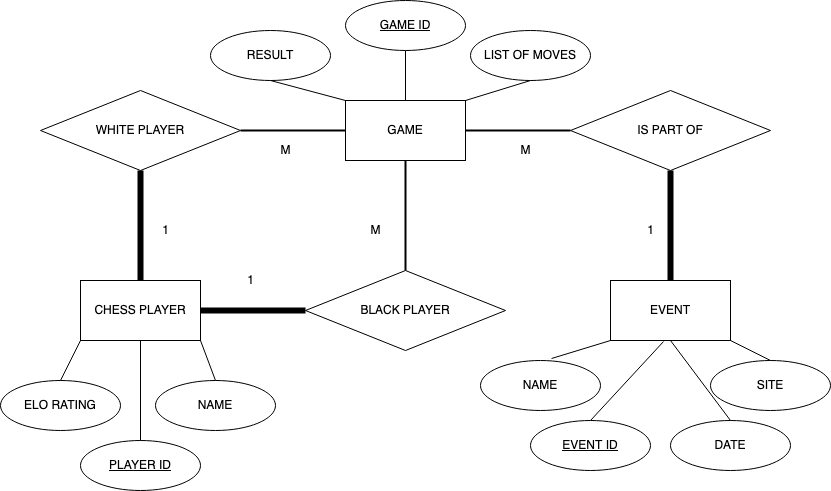 GAME ID
RESULT
LIST OF MOVES
WHITE PLAYER
GAME
IS PART OF
M
M
1
M
1
1
CHESS PLAYER
BLACK PLAYER
EVENT
ELO RATING
NAME
NAME
SITE
PLAYER ID
EVENT ID
DATE